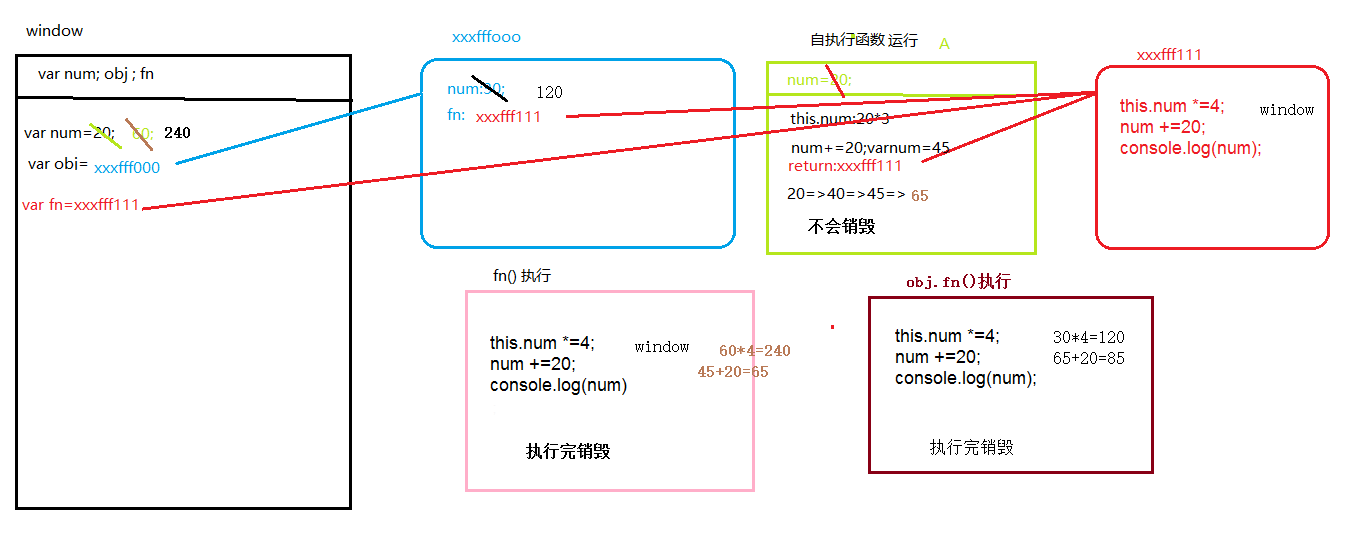 window
var num; obj ; fn
var num=20; 60; 240
var obj= xxxfff000
var fn=xxxfff111
xxxfffooo
num:30; 120
fn: xxxfff111
自执行函数 运行 A
num=20;
this.num:20*3
num+=20;varnum=45
return:xxxfff111
20=>40=>45=> 65
不会销毁
xxxfff111
this.num *=4; window
num +=20;
console.log(num);
fn() 执行
this.num *=4; window 60*4=240
num +=20; 45+20=65
console.log(num)
执行完销毁
obj.fn()执行
this.num *=4; 30*4=120
num +=20; 65+20=85
console.log(num);
执行完销毁